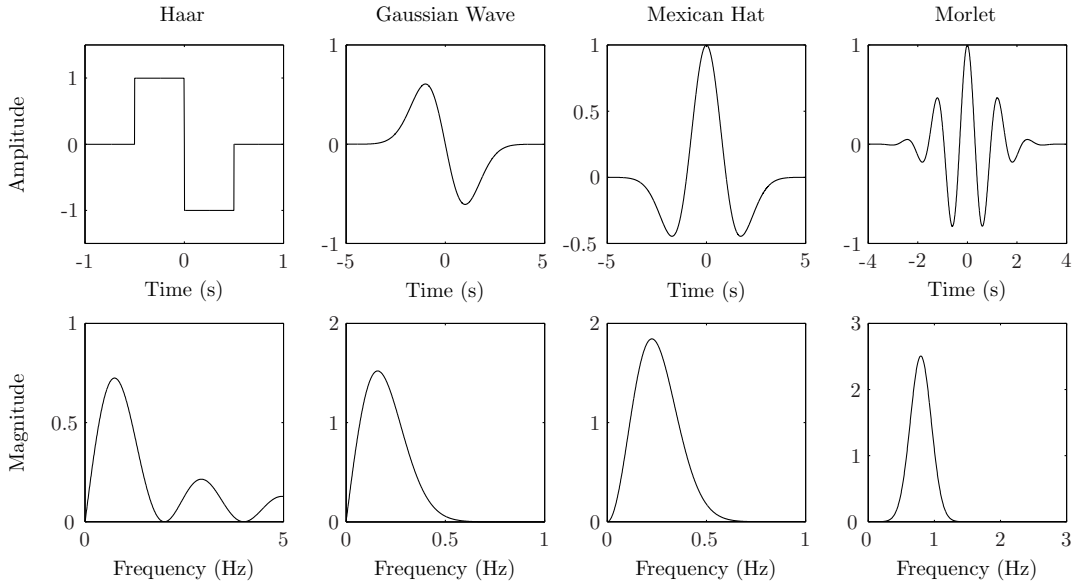 Haar Gaussian Wave Mexican Hat Morlet
Amplitude
1
0
-1
-1 0 1
Time (s)
1
0
-1
-5 0 5
Time (s)
1
0.5
0
-0.5
-5 0 5
Time (s)
1
0
-1
-4 -2 0 2 4
Time (s)
Magnitude
1
0.5
0
0 5
Frequency (Hz)
2
1
0
0 0.5 1
Frequency (Hz)
2
1
0
0 0.5 1
Frequency (Hz)
3
2
1
0
0 1 2 3
Frequency (Hz)